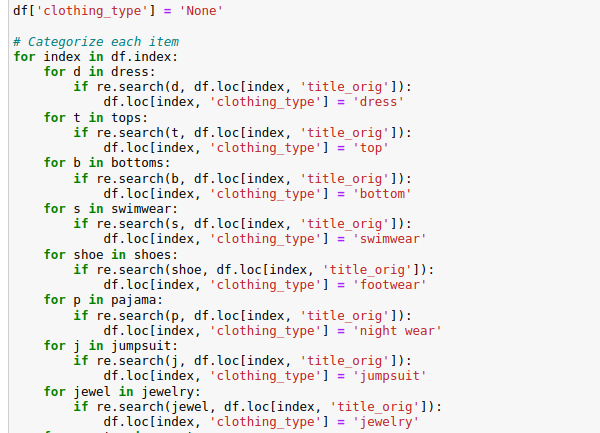 df['clothing_type'] = 'None'

# Categorize each item
for index in df.index:
    for d in dress:
        if re.search(d, df.loc[index, 'title_orig']):
            df.loc[index, 'clothing_type'] = 'dress'
    for t in tops:
        if re.search(t, df.loc[index, 'title_orig']):
            df.loc[index, 'clothing_type'] = 'top'
    for b in bottoms:
        if re.search(b, df.loc[index, 'title_orig']):
            df.loc[index, 'clothing_type'] = 'bottom'
    for s in swimwear:
        if re.search(s, df.loc[index, 'title_orig']):
            df.loc[index, 'clothing_type'] = 'swimwear'
    for shoe in shoes:
        if re.search(shoe, df.loc[index, 'title_orig']):
            df.loc[index, 'clothing_type'] = 'footwear'
    for p in pajama:
        if re.search(p, df.loc[index, 'title_orig']):
            df.loc[index, 'clothing_type'] = 'night wear'
    for j in jumpsuit:
        if re.search(j, df.loc[index, 'title_orig']):
            df.loc[index, 'clothing_type'] = 'jumpsuit'
    for jewel in jewelry:
        if re.search(jewel, df.loc[index, 'title_orig']):
            df.loc[index, 'clothing_type'] = 'jewelry'